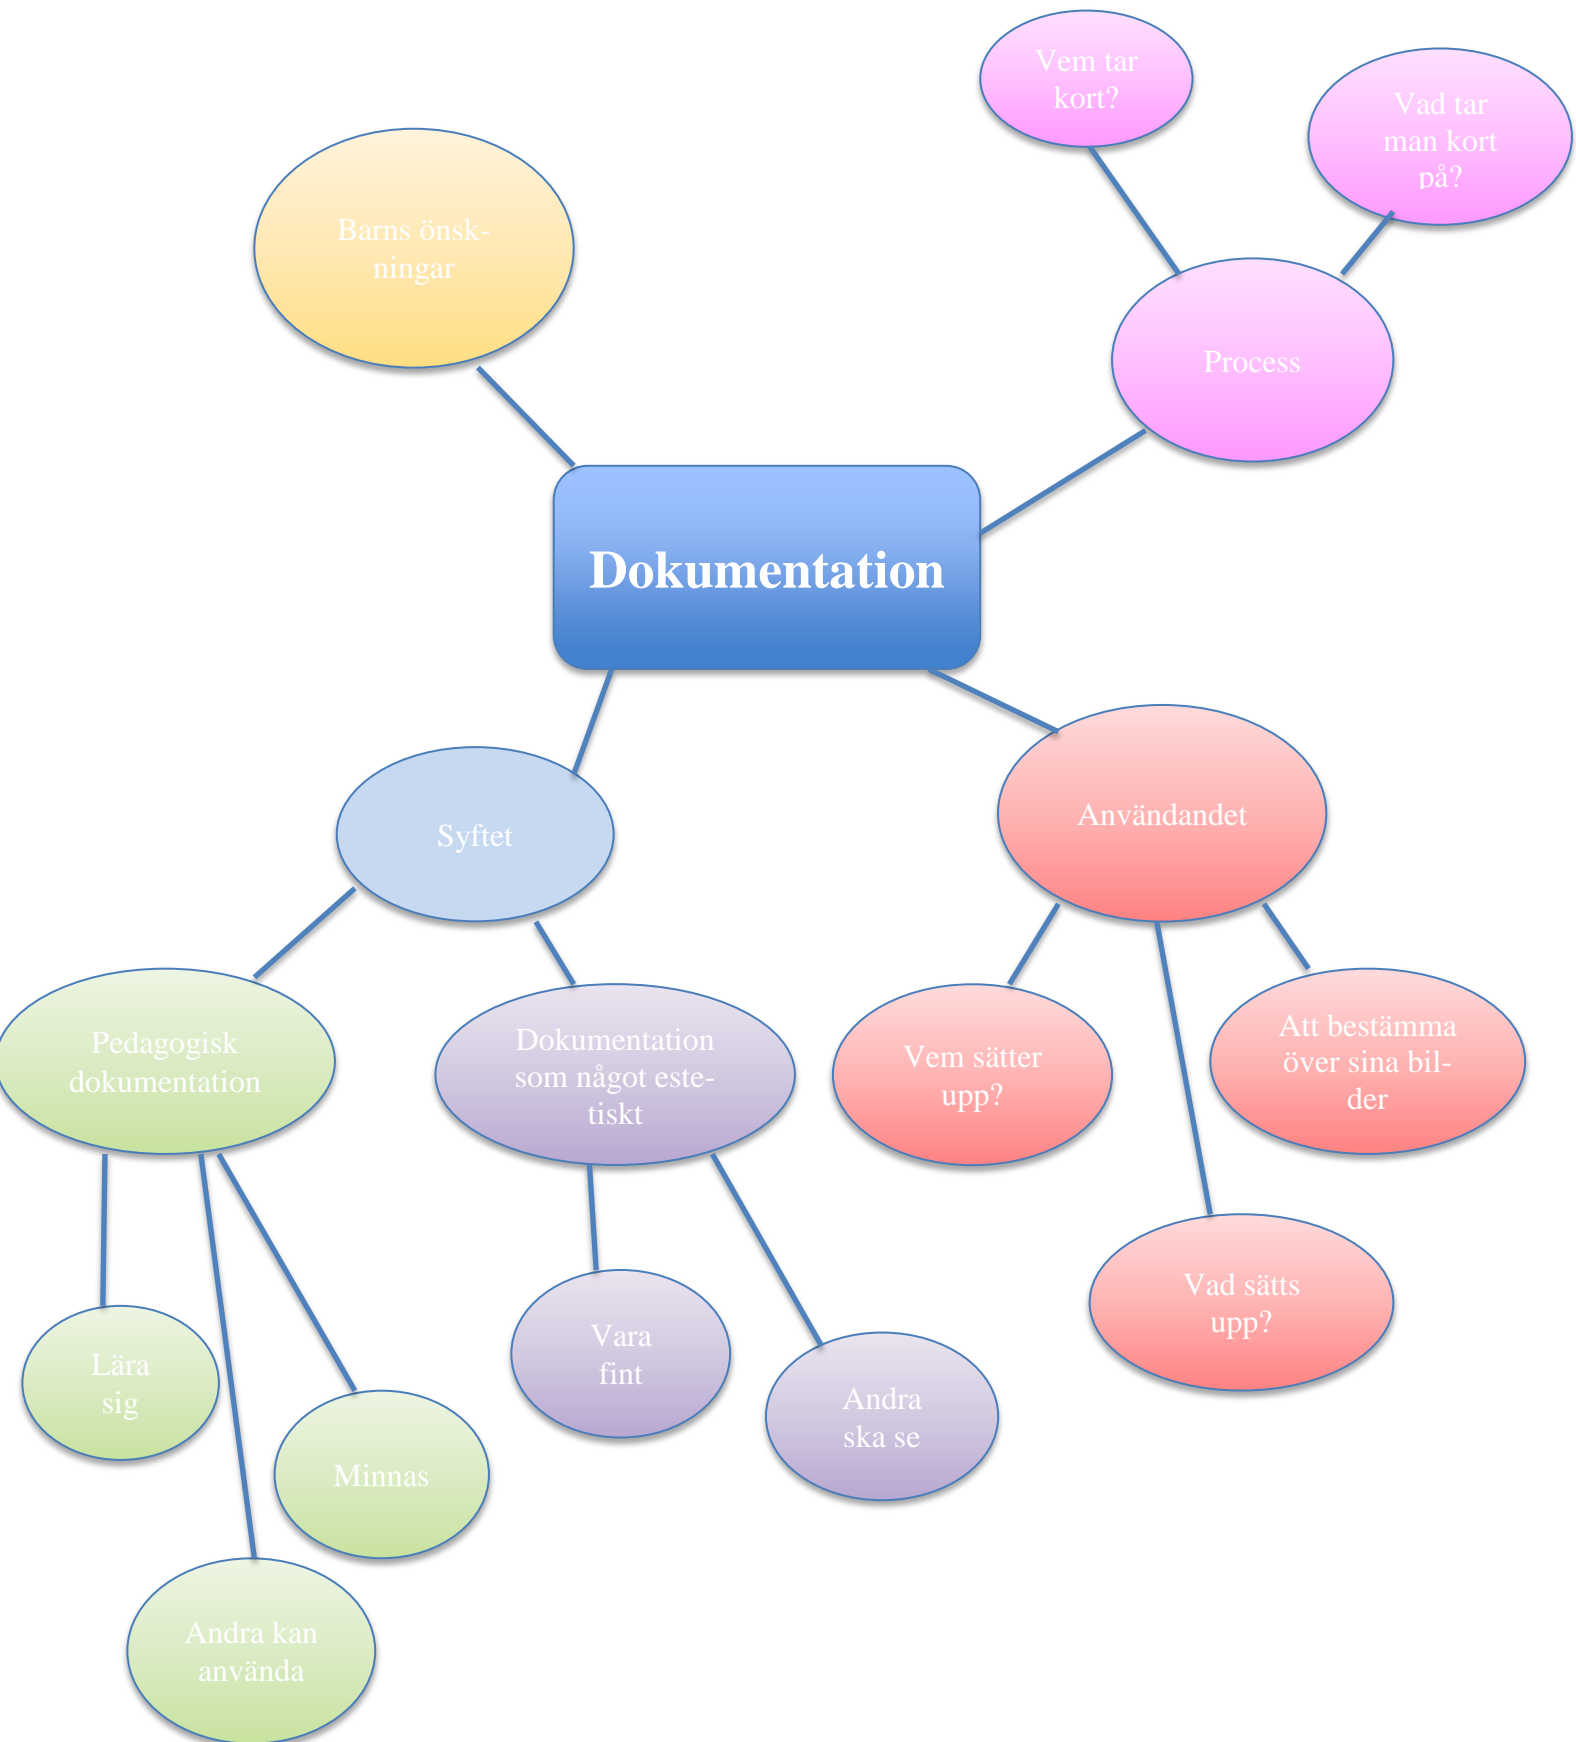 Vem tar
kort?
Vad tar
man kort
på?
Barns önsk-
ningar
Process
Dokumentation
Syftet
Användandet
Pedagogisk
dokumentation
Dokumentation
som något este-
tiskt
Vem sätter
upp?
Att bestämma
över sina bil-
der
Vad sätts
upp?
Lära
sig
Vara
fint
Andra
ska se
Minnas
Andra kan
använda